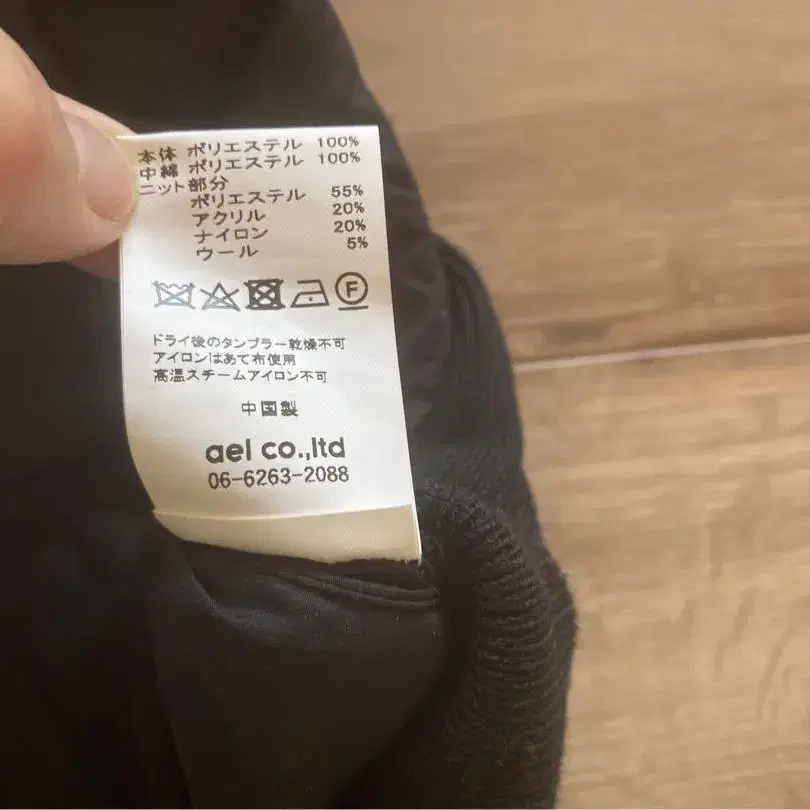 本体 ポリエステル 100%
中綿 ポリエステル 100%
ニット部分
ポリエステル 55%
アクリル 20%
ナイロン 20%
ウール 5%
F
ドライ後のタンブラー乾燥不可
アイロンはあて布使用
高温スチームアイロン不可
中国製
ael co.,ltd
06-6263-2088